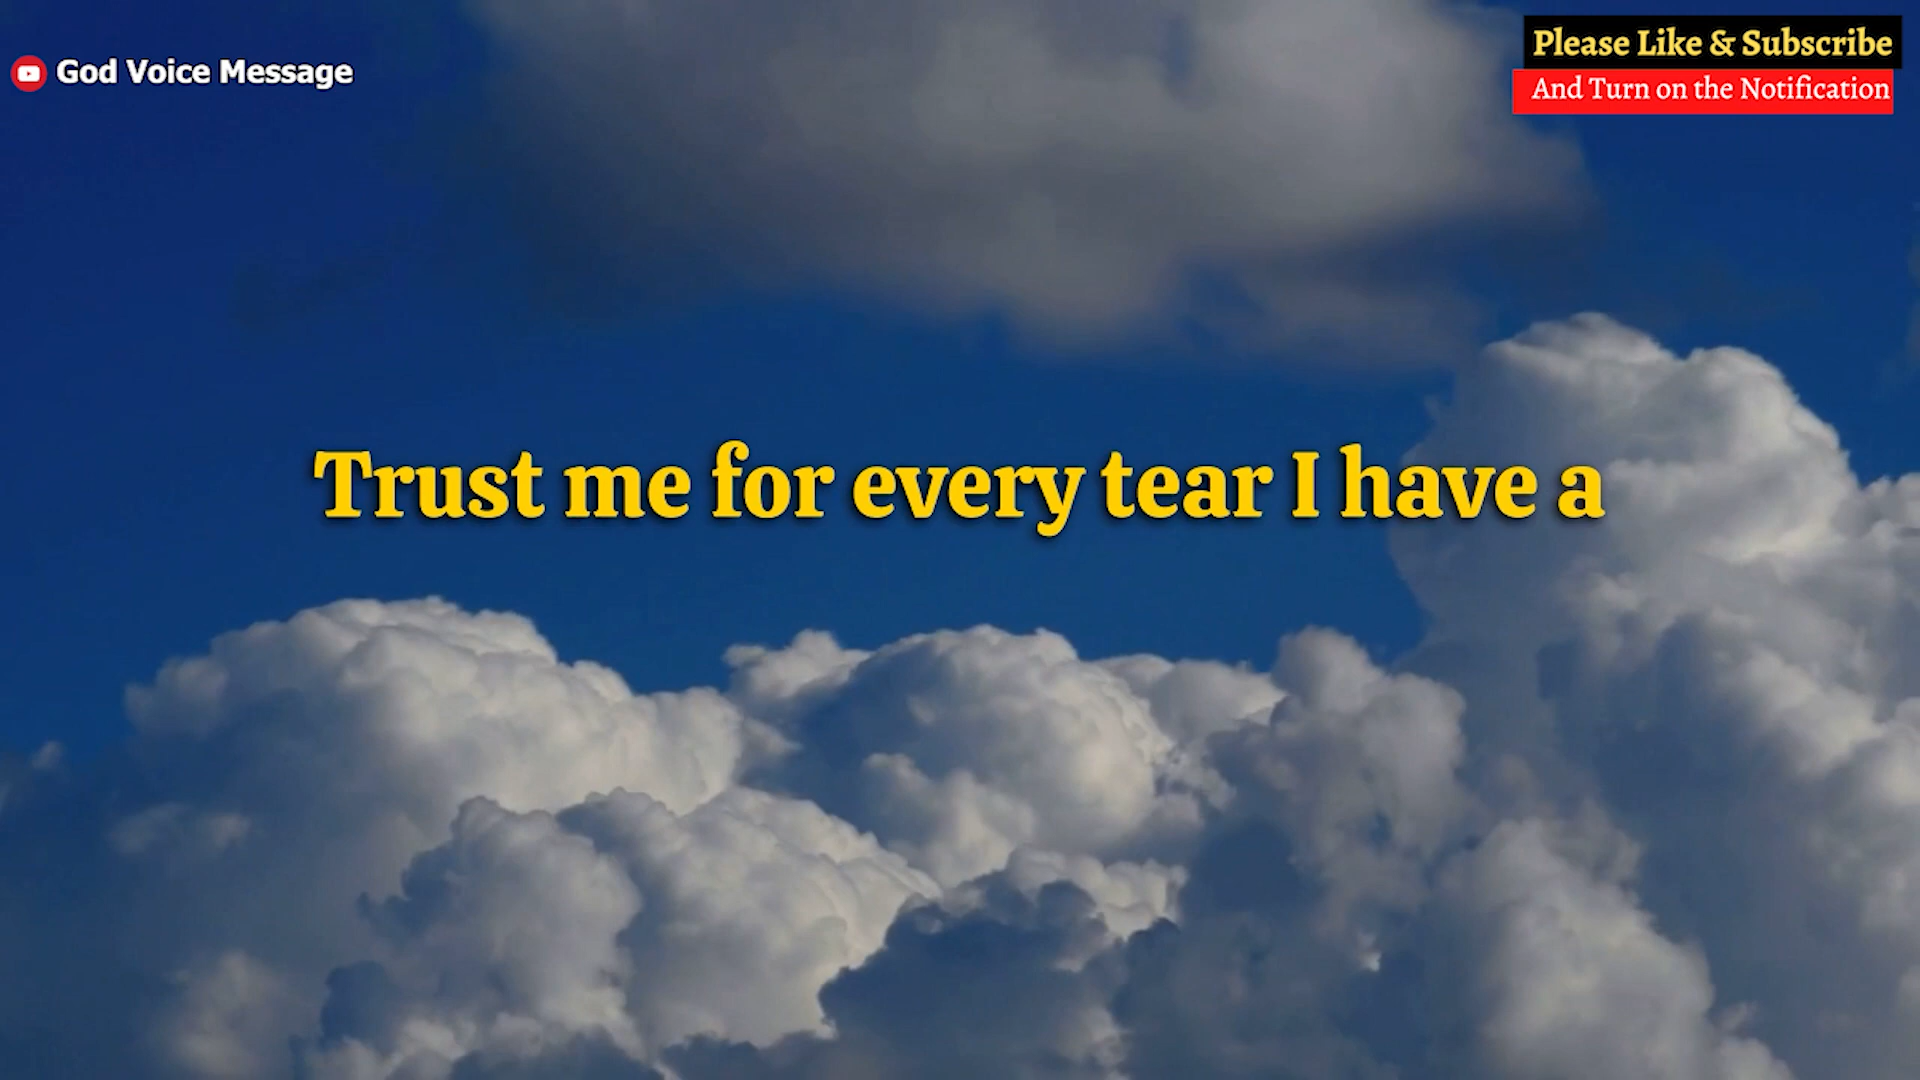 God Voice Message
Please Like & Subscribe
And Turn on the Notification
Trust me for every tear I have a